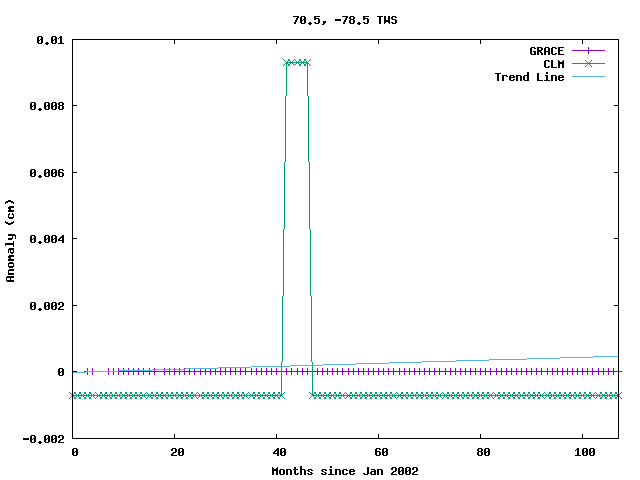 70.5, -78.5 TWS
GRACE
CLM
Trend Line
0.01
0.008
0.006
0.004
0.002
0
-0.002
Anomaly (cm)
0 20 40 60 80 100
Months since Jan 2002